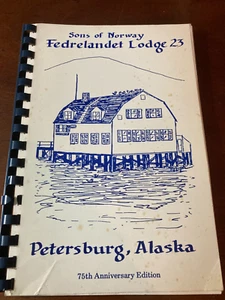 Sons of Norway
Fedrelandet Lodge 23
Petersburg, Alaska
75th Anniversary Edition